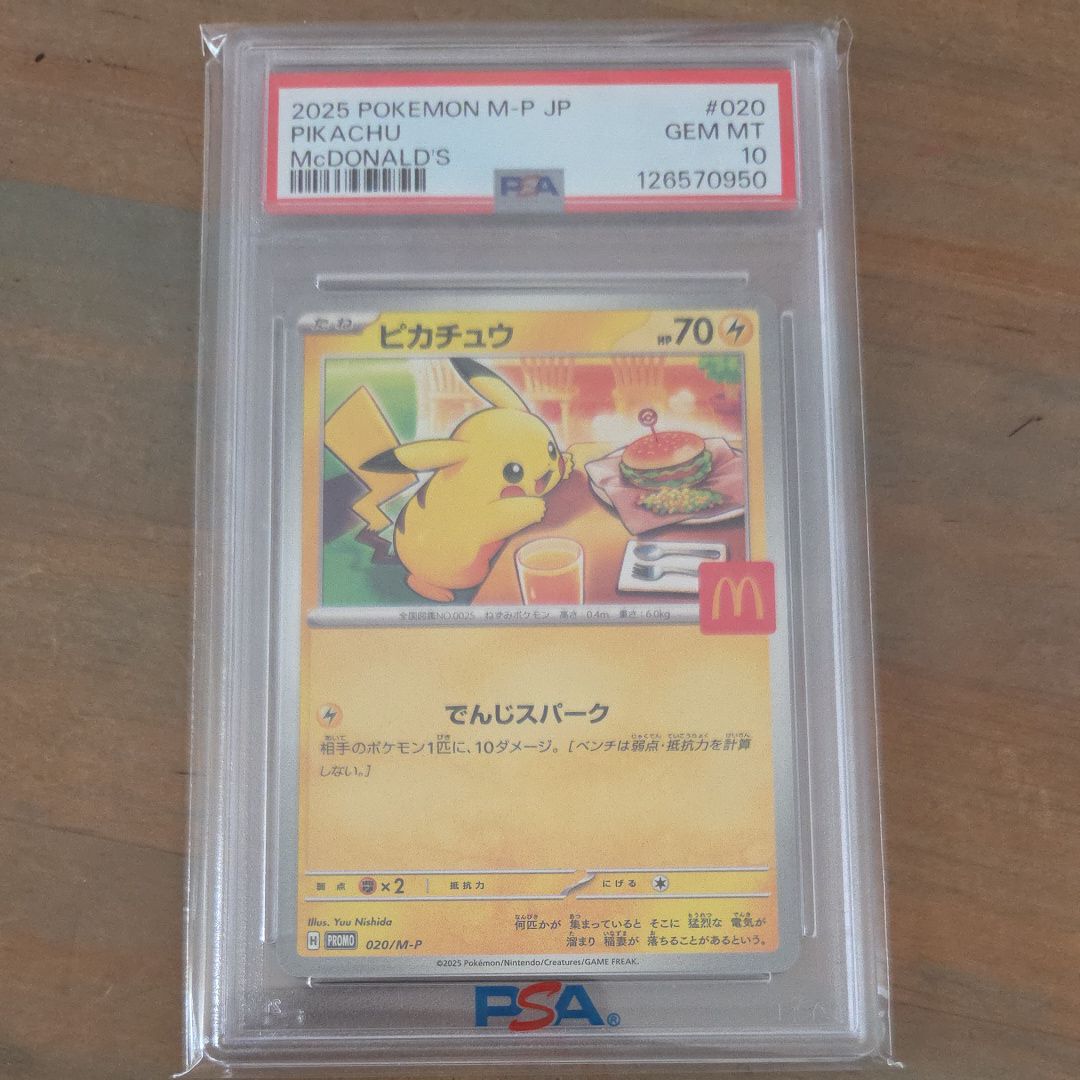 2025 POKEMON M-P JP #020
PIKACHU GEM MT
McDONALD'S 10
PSA 126570950
たね ピカチュウ HP70
全国図鑑NO.0025 ねずみポケモン 高さ:0.4m 重さ:6.0kg
でんじスパーク
相手のポケモン1匹に、10ダメージ。[ベンチは弱点・抵抗力を計算
しない。]
弱点 ×2 抵抗力 にげる
Illus. Yuu Nishida
何匹かが 集まっていると そこに 猛烈な 電気が
溜まり 稲妻が 落ちることがあるという。
H PROMO 020/M-P
©2025 Pokémon/Nintendo/Creatures/GAME FREAK.
PSA®